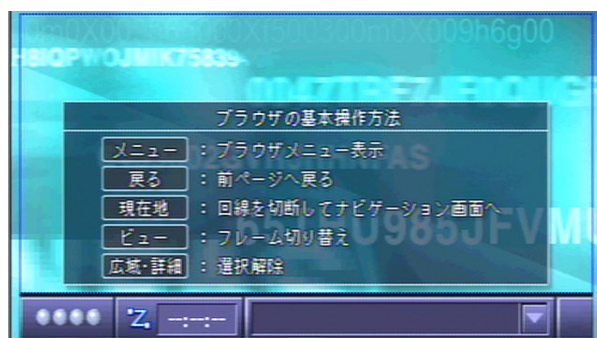 ブラウザの基本操作方法
メニュー : ブラウザメニュー表示
戻る : 前ページへ戻る
現在地 : 回線を切断してナビゲーション画面へ
ビュー : フレーム切り替え
広域・詳細 : 選択解除
Z --:--:--